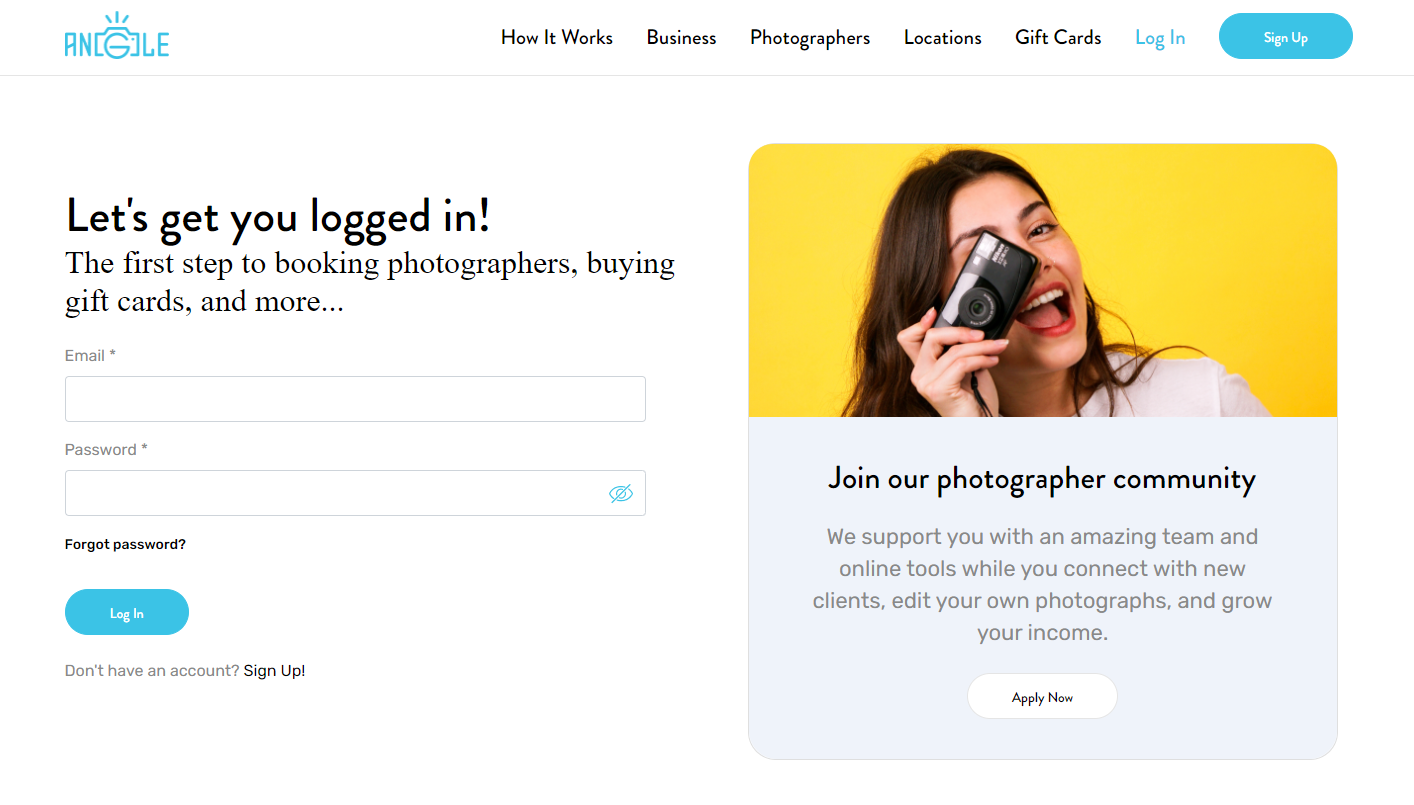 ANGLE
How It Works
Business
Photographers
Locations
Gift Cards
Log In
Sign Up
Let's get you logged in!
The first step to booking photographers, buying
gift cards, and more...
Email *
Password *
Forgot password?
Log In
Don't have an account? Sign Up!
Join our photographer community
We support you with an amazing team and
online tools while you connect with new
clients, edit your own photographs, and grow
your income.
Apply Now